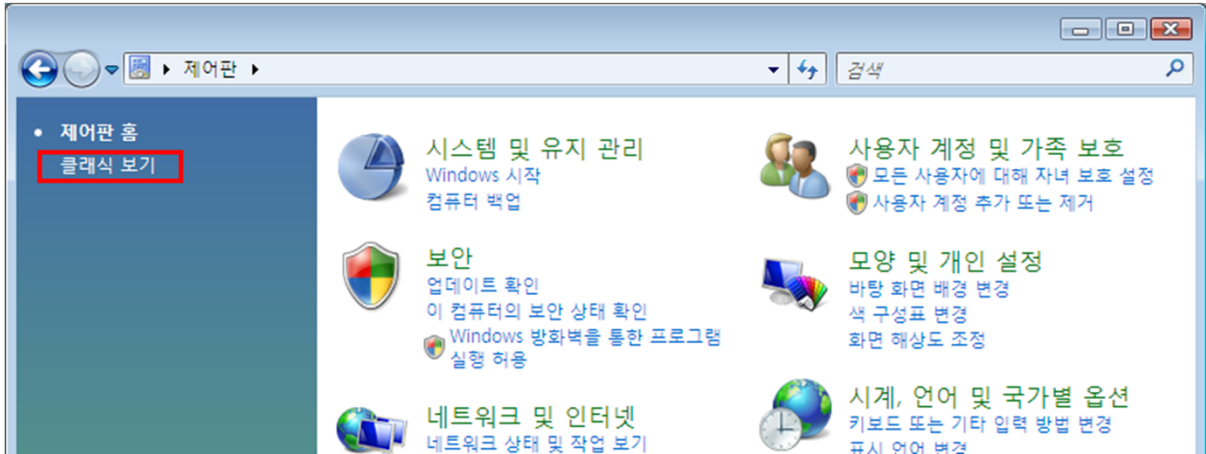 제어판
검색
제어판 홈
클래식 보기
시스템 및 유지 관리
Windows 시작
컴퓨터 백업
보안
업데이트 확인
이 컴퓨터의 보안 상태 확인
Windows 방화벽을 통한 프로그램
실행 허용
네트워크 및 인터넷
네트워크 상태 및 작업 보기
사용자 계정 및 가족 보호
모든 사용자에 대해 자녀 보호 설정
사용자 계정 추가 또는 제거
모양 및 개인 설정
바탕 화면 배경 변경
색 구성표 변경
화면 해상도 조정
시계, 언어 및 국가별 옵션
키보드 또는 기타 입력 방법 변경
표시 언어 변경